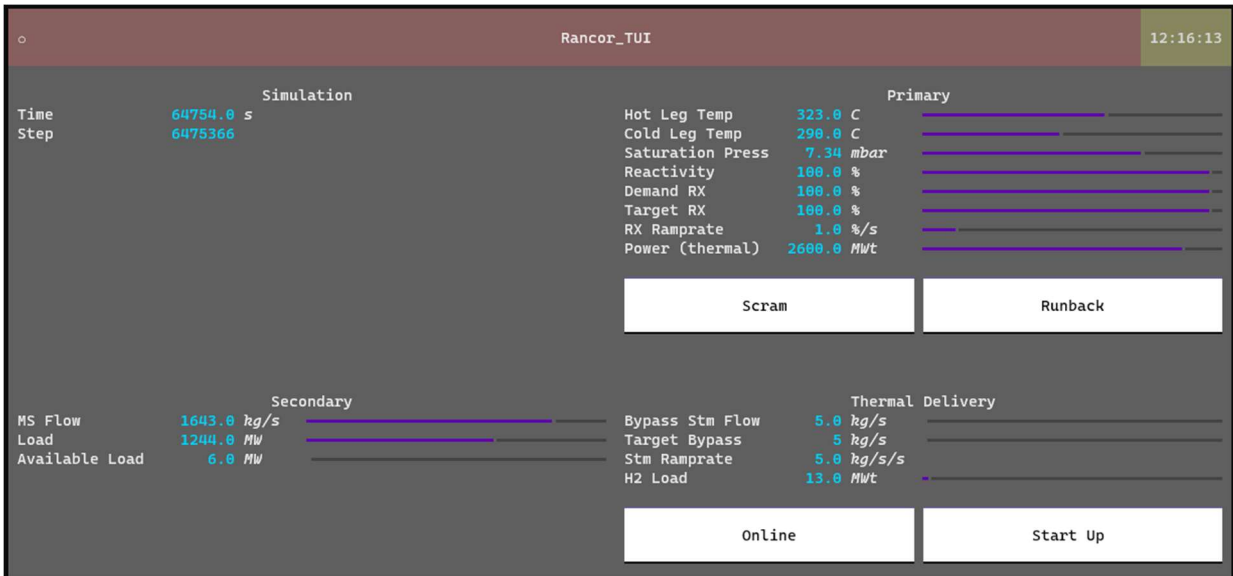 ○ Rancor_TUI 12:16:13
Simulation
Time 64754.0 s
Step 6475366
Primary
Hot Leg Temp 323.0 C
Cold Leg Temp 290.0 C
Saturation Press 7.34 mbar
Reactivity 100.0 %
Demand RX 100.0 %
Target RX 100.0 %
RX Ramprate 1.0 %/s
Power (thermal) 2600.0 MWt
Scram Runback
Secondary
MS Flow 1643.0 kg/s
Load 1244.0 MW
Available Load 6.0 MW
Thermal Delivery
Bypass Stm Flow 5.0 kg/s
Target Bypass 5 kg/s
Stm Ramprate 5.0 kg/s/s
H2 Load 13.0 MWt
Online Start Up